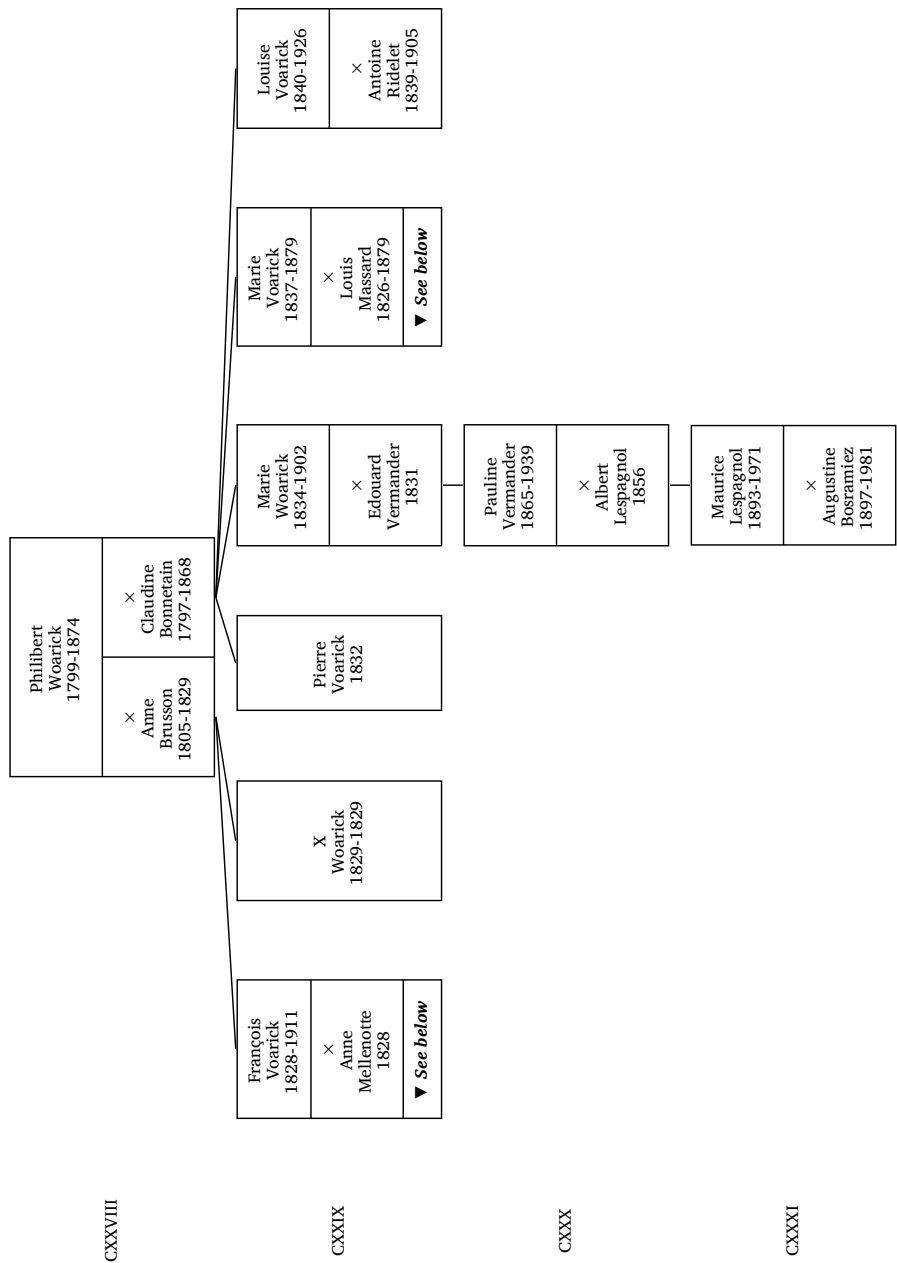 CXXVIII
Philibert
Woarick
1799-1874
×
Anne
Brusson
1805-1829
×
Claudine
Bonnetain
1797-1868
CXXIX
François
Voarick
1828-1911
×
Anne
Mellenotte
1828
▼ See below
X
Woarick
1829-1829
Pierre
Voarick
1832
Marie
Woarick
1834-1902
×
Edouard
Vermander
1831
Marie
Voarick
1837-1879
×
Louis
Massard
1826-1879
▼ See below
Louise
Voarick
1840-1926
×
Antoine
Ridelet
1839-1905
CXXX
Pauline
Vermander
1865-1939
×
Albert
Lespagnol
1856
CXXXI
Maurice
Lespagnol
1893-1971
×
Augustine
Bosramiez
1897-1981